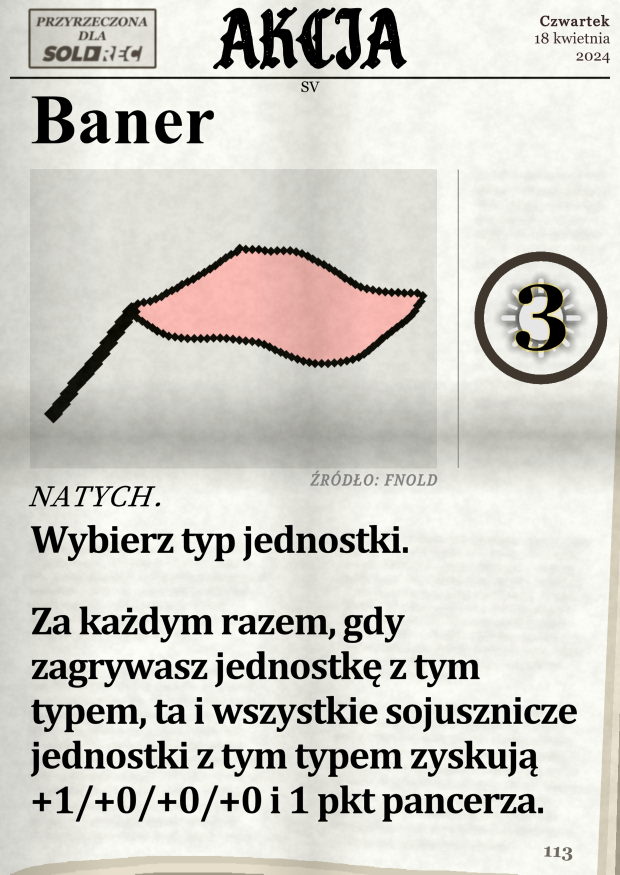 PRZYRZECZONA
DLA
SOLDREC
AKCJA
Czwartek
18 kwietnia
2024
SV
Baner
3
ŹRÓDŁO: FNOLD
NATYCH.
Wybierz typ jednostki.
Za każdym razem, gdy
zagrywasz jednostkę z tym
typem, ta i wszystkie sojusznicze
jednostki z tym typem zyskują
+1/+0/+0/+0 i 1 pkt pancerza.
113